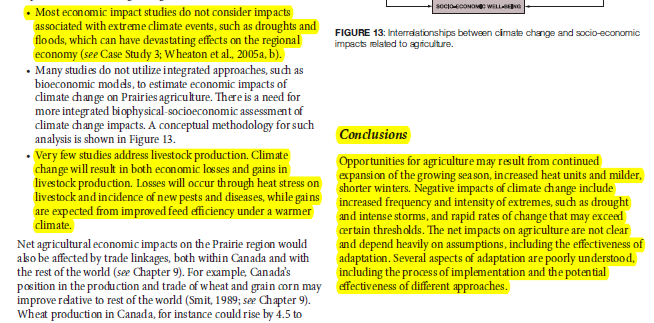 • Most economic impact studies do not consider impacts
associated with extreme climate events, such as droughts and
floods, which can have devastating effects on the regional
economy (see Case Study 3; Wheaton et al., 2005a, b).
• Many studies do not utilize integrated approaches, such as
bioeconomic models, to estimate economic impacts of
climate change on Prairies agriculture. There is a need for
more integrated biophysical-socioeconomic assessment of
climate change impacts. A conceptual methodology for such
analysis is shown in Figure 13.
• Very few studies address livestock production. Climate
change will result in both economic losses and gains in
livestock production. Losses will occur through heat stress on
livestock and incidence of new pests and diseases, while gains
are expected from improved feed efficiency under a warmer
climate.
Net agricultural economic impacts on the Prairie region would
also be affected by trade linkages, both within Canada and with
the rest of the world (see Chapter 9). For example, Canada's
position in the production and trade of wheat and grain corn may
improve relative to rest of the world (Smit, 1989; see Chapter 9).
Wheat production in Canada, for instance could rise by 4.5 to
SOCIO-ECONOMIC WELL-BEING
FIGURE 13: Interrelationships between climate change and socio-economic
impacts related to agriculture.
Conclusions
Opportunities for agriculture may result from continued
expansion of the growing season, increased heat units and milder,
shorter winters. Negative impacts of climate change include
increased frequency and intensity of extremes, such as drought
and intense storms, and rapid rates of change that may exceed
certain thresholds. The net impacts on agriculture are not clear
and depend heavily on assumptions, including the effectiveness of
adaptation. Several aspects of adaptation are poorly understood,
including the process of implementation and the potential
effectiveness of different approaches.